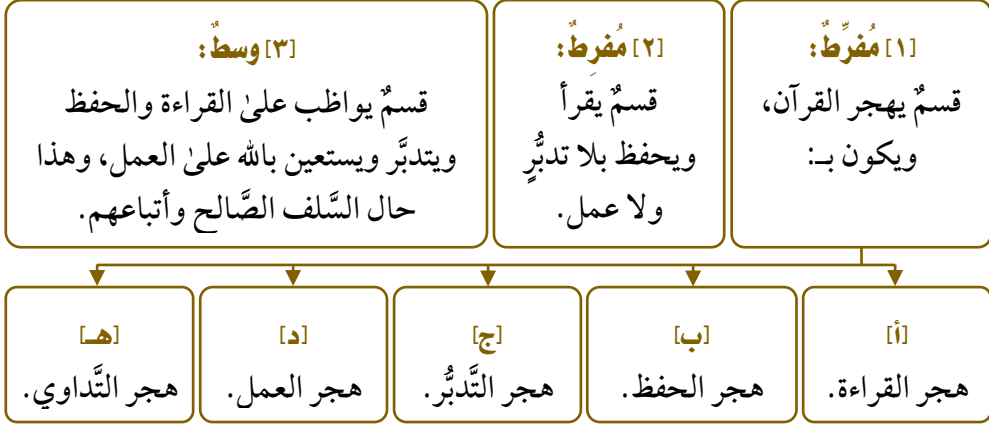 [١] مُفرِّطٌ:
قسمٌ يهجر القرآن،
ويكون بـ:
[٢] مُفرِطٌ:
قسمٌ يقرأ
ويحفظ بلا تدبُّرٍ
ولا عمل.
[٣] وسطٌ:
قسمٌ يواظب علىٰ القراءة والحفظ
ويتدبَّر ويستعين بالله علىٰ العمل، وهذا
حال السَّلف الصَّالح وأتباعهم.
[أ]
هجر القراءة.
[ب]
هجر الحفظ.
[ج]
هجر التَّدبُّر.
[د]
هجر العمل.
[هـ]
هجر التَّداوي.